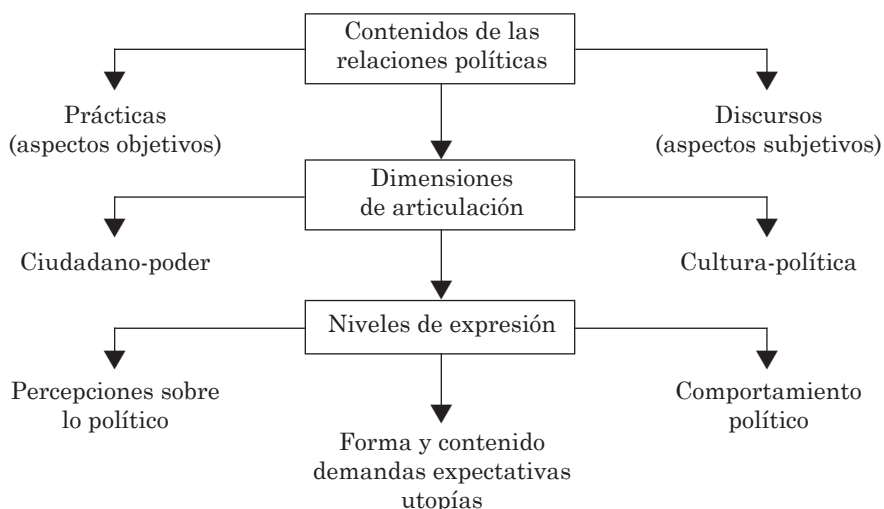 Contenidos de las
relaciones políticas
Prácticas
(aspectos objetivos)
Discursos
(aspectos subjetivos)
Dimensiones
de articulación
Ciudadano-poder
Cultura-política
Niveles de expresión
Percepciones sobre
lo político
Comportamiento
político
Forma y contenido
demandas expectativas
utopías